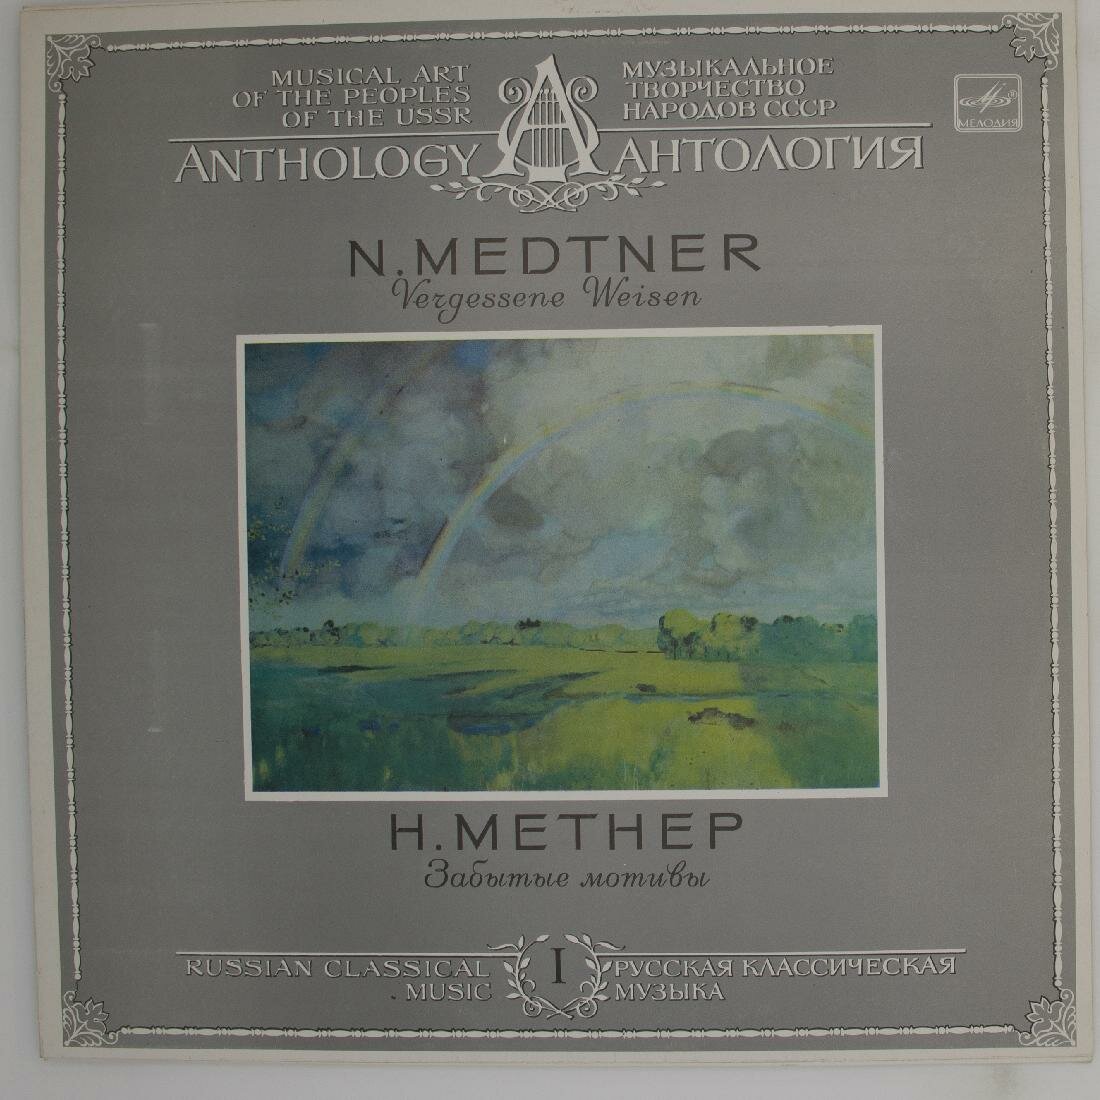 MUSICAL ART
OF THE PEOPLES
OF THE USSR
ANTHOLOGY
МУЗЫКАЛЬНОЕ
ТВОРЧЕСТВО
НАРОДОВ СССР
АНТОЛОГИЯ
МЕЛОДИЯ
N.MEDTNER
Vergessene Weisen
Н.МЕТНЕР
Забытые мотивы
RUSSIAN CLASSICAL
MUSIC
I
РУССКАЯ КЛАССИЧЕСКАЯ
МУЗЫКА